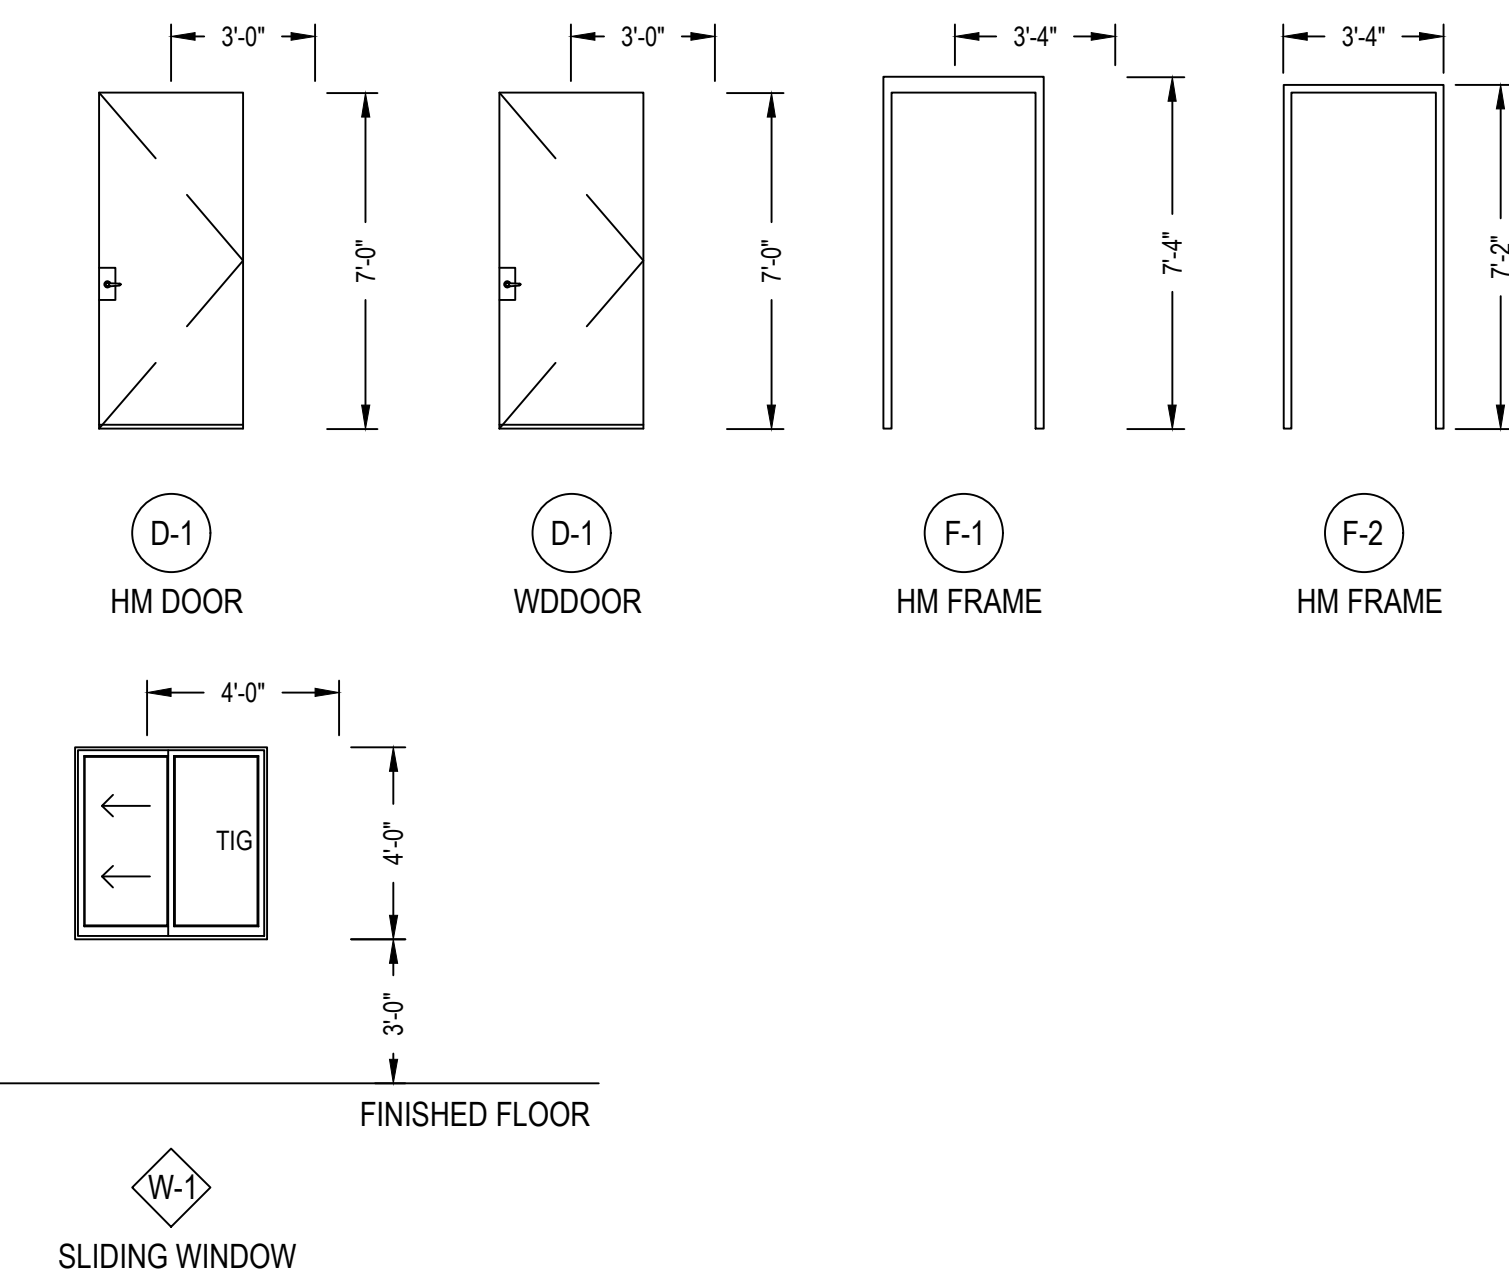 3'-0"
3'-0"
3'-4"
3'-4"
7'-0"
7'-0"
7'-4"
7'-2"
D-1
D-1
F-1
F-2
HM DOOR
WDDOOR
HM FRAME
HM FRAME
4'-0"
TIG
4'-0"
3'-0"
FINISHED FLOOR
W-1
SLIDING WINDOW